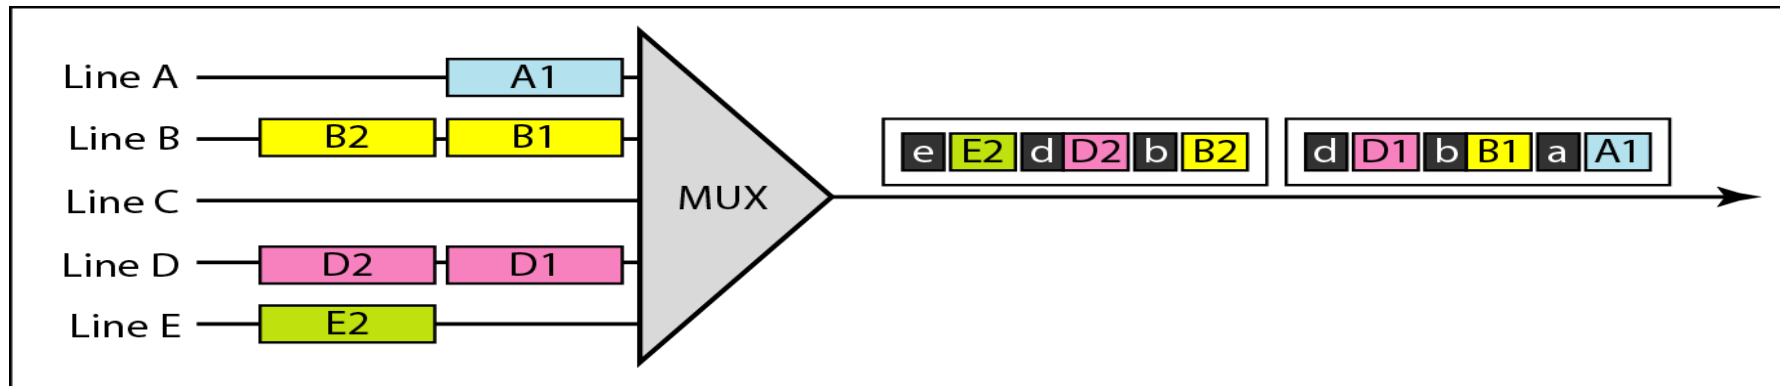 Line A A1
Line B B2 B1
Line C
Line D D2 D1
Line E E2
MUX
e E2 d D2 b B2 d D1 b B1 a A1